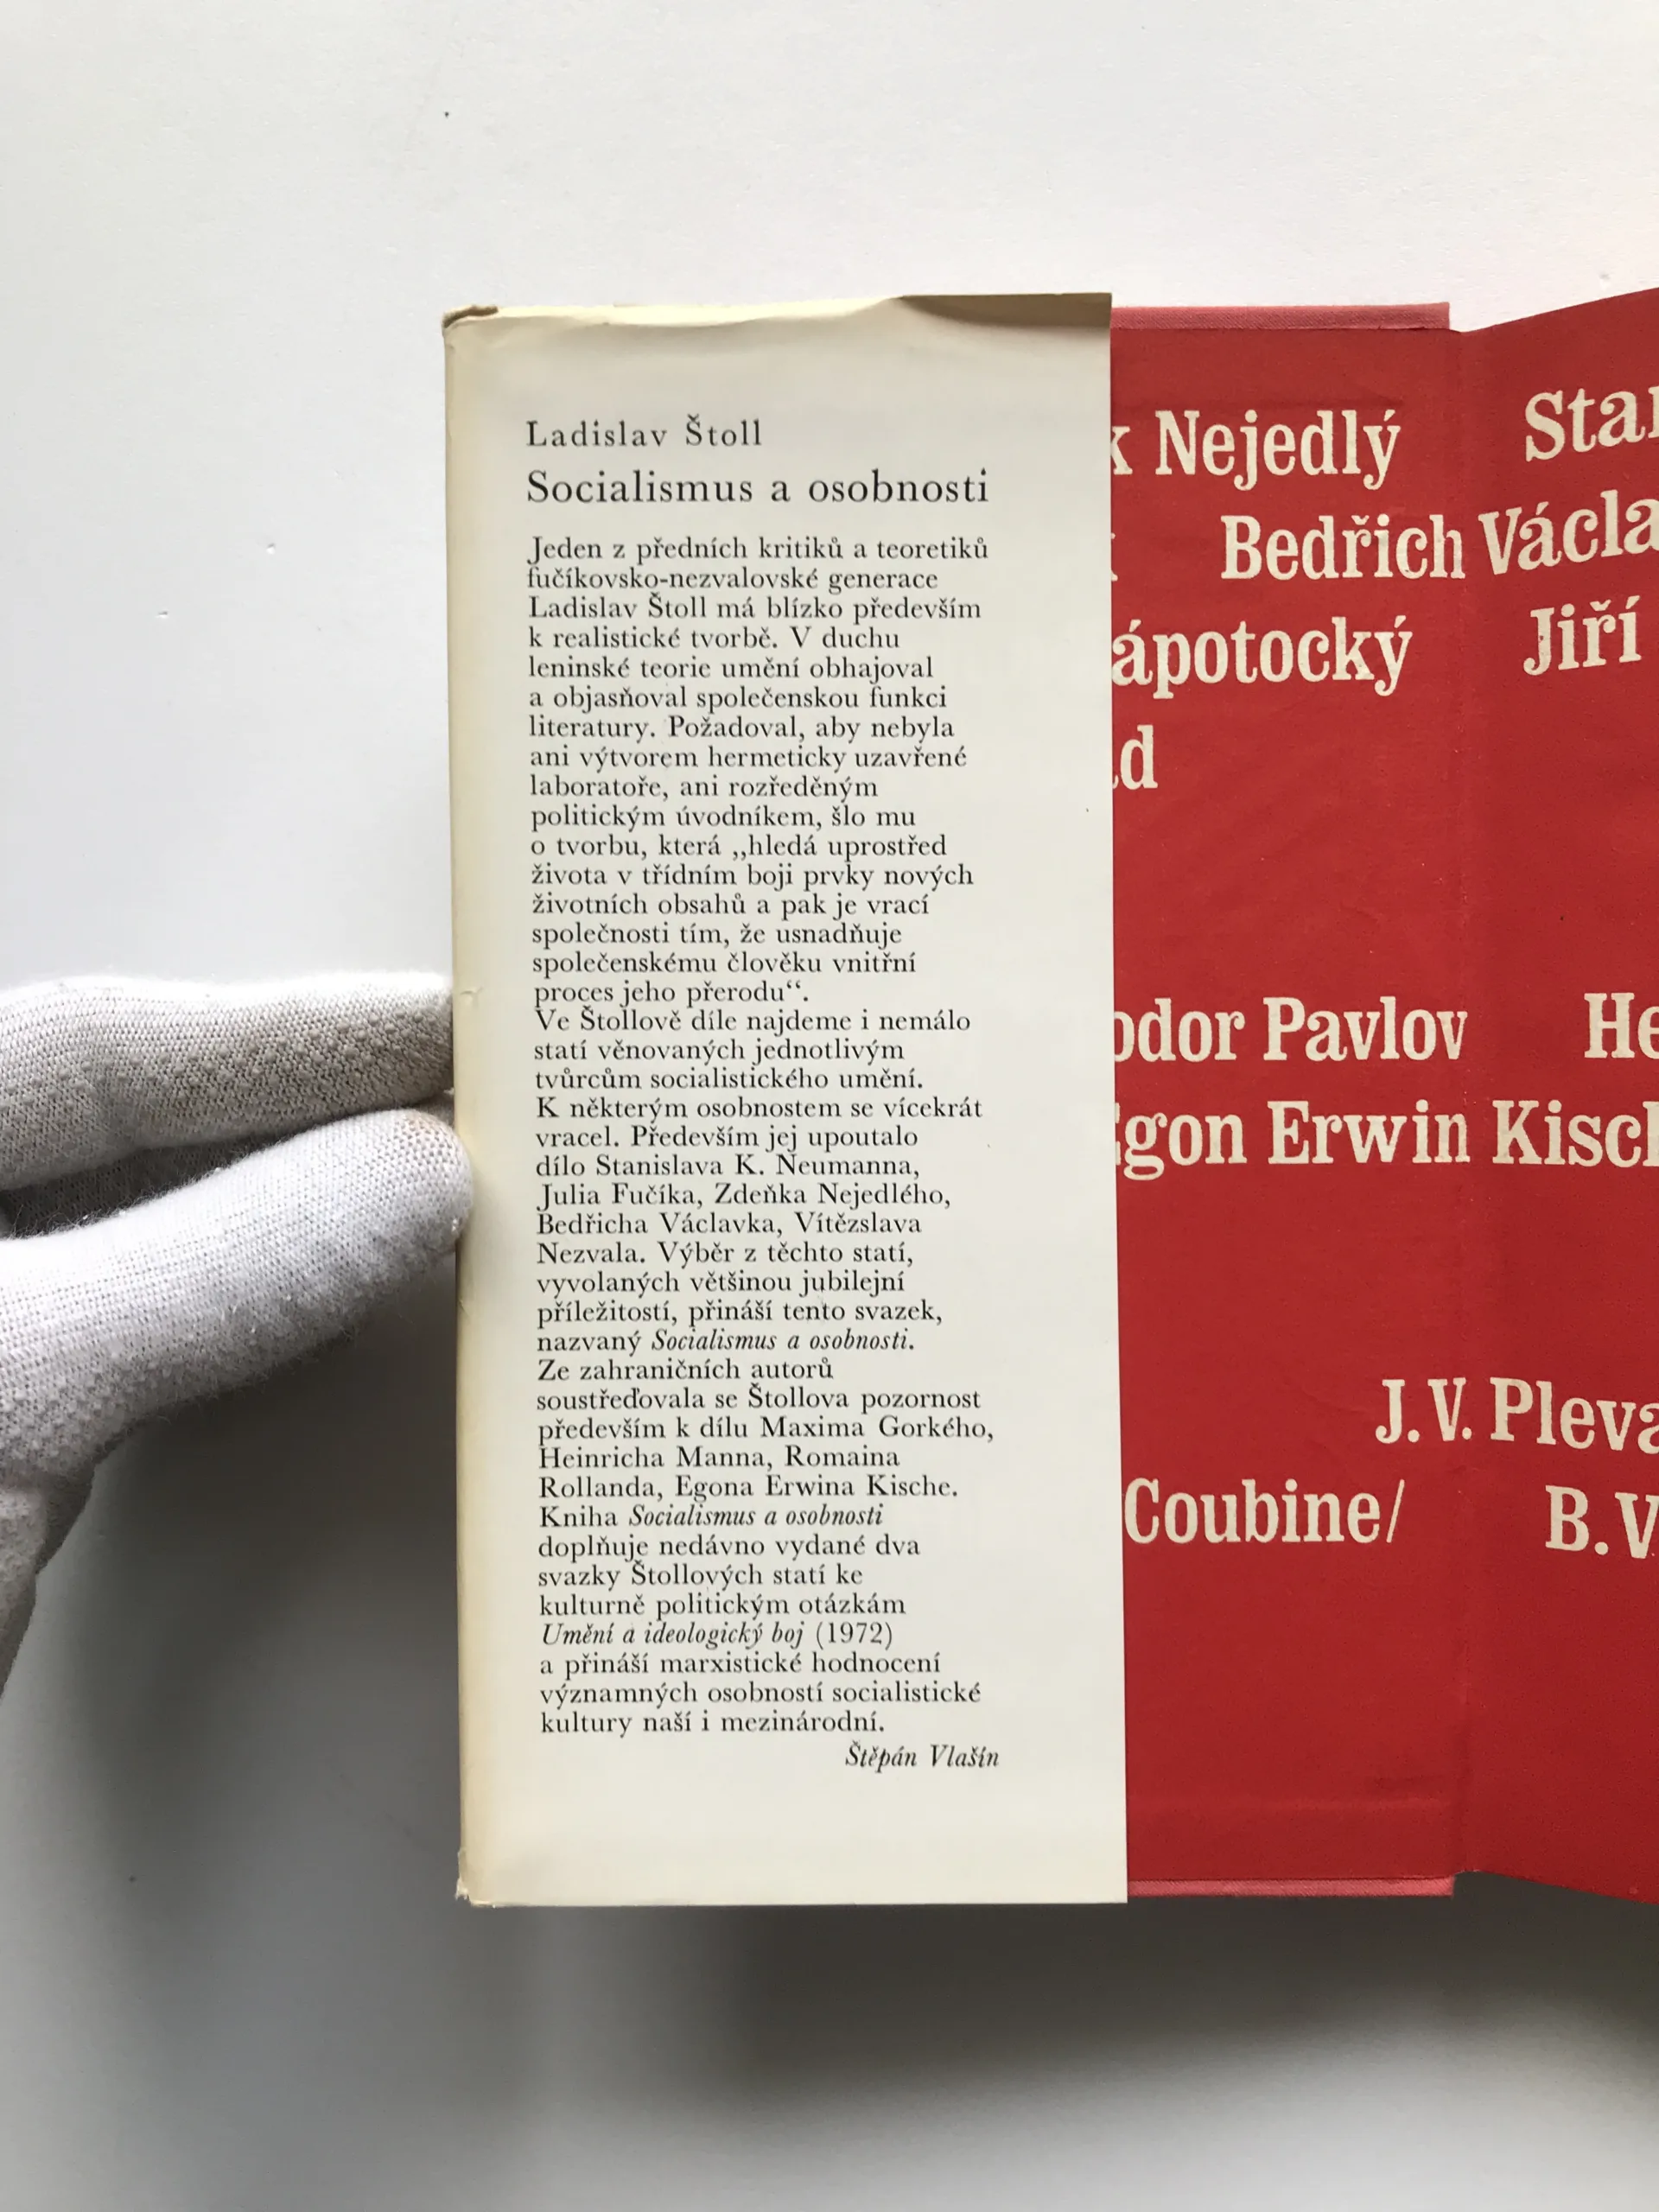 Ladislav Štoll
Socialismus a osobnosti
Jeden z předních kritiků a teoretiků
fučíkovsko-nezvalovské generace
Ladislav Štoll má blízko především
k realistické tvorbě. V duchu
leninské teorie umění obhajoval
a objasňoval společenskou funkci
literatury. Požadoval, aby nebyla
ani výtvorem hermeticky uzavřené
laboratoře, ani rozředěným
politickým úvodníkem, šlo mu
o tvorbu, která „hledá uprostřed
života v třídním boji prvky nových
životních obsahů a pak je vrací
společnosti tím, že usnadňuje
společenskému člověku vnitřní
proces jeho přerodu“.
Ve Štollově díle najdeme i nemálo
statí věnovaných jednotlivým
tvůrcům socialistického umění.
K některým osobnostem se vícekrát
vracel. Především jej upoutalo
dílo Stanislava K. Neumanna,
Julia Fučíka, Zdeňka Nejedlého,
Bedřicha Václavka, Vítězslava
Nezvala. Výběr z těchto statí,
vyvolaných většinou jubilejní
příležitostí, přináší tento svazek,
nazvaný Socialismus a osobnosti.
Ze zahraničních autorů
soustřeďovala se Štollova pozornost
především k dílu Maxima Gorkého,
Heinricha Manna, Romaina
Rollanda, Egona Erwina Kische.
Kniha Socialismus a osobnosti
doplňuje nedávno vydané dva
svazky Štollových statí ke
kulturně politickým otázkám
Umění a ideologický boj (1972)
a přináší marxistické hodnocení
významných osobností socialistické
kultury naší i mezinárodní.
Štěpán Vlašín
k Nejedlý Sta
Bedřich Václa
ápotocký Jiří
d
odor Pavlov He
Egon Erwin Kisch
J. V. Pleva
Coubine/ B. V